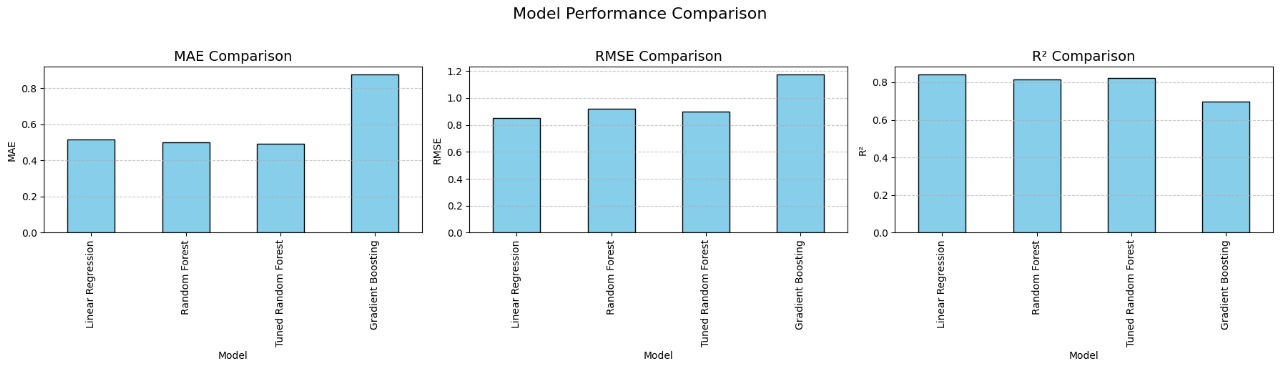 Model Performance Comparison
MAE Comparison
MAE
0.8
0.6
0.4
0.2
0.0
Linear Regression
Random Forest
Tuned Random Forest
Gradient Boosting
Model
RMSE Comparison
RMSE
1.2
1.0
0.8
0.6
0.4
0.2
0.0
Linear Regression
Random Forest
Tuned Random Forest
Gradient Boosting
Model
R² Comparison
R²
0.8
0.6
0.4
0.2
0.0
Linear Regression
Random Forest
Tuned Random Forest
Gradient Boosting
Model